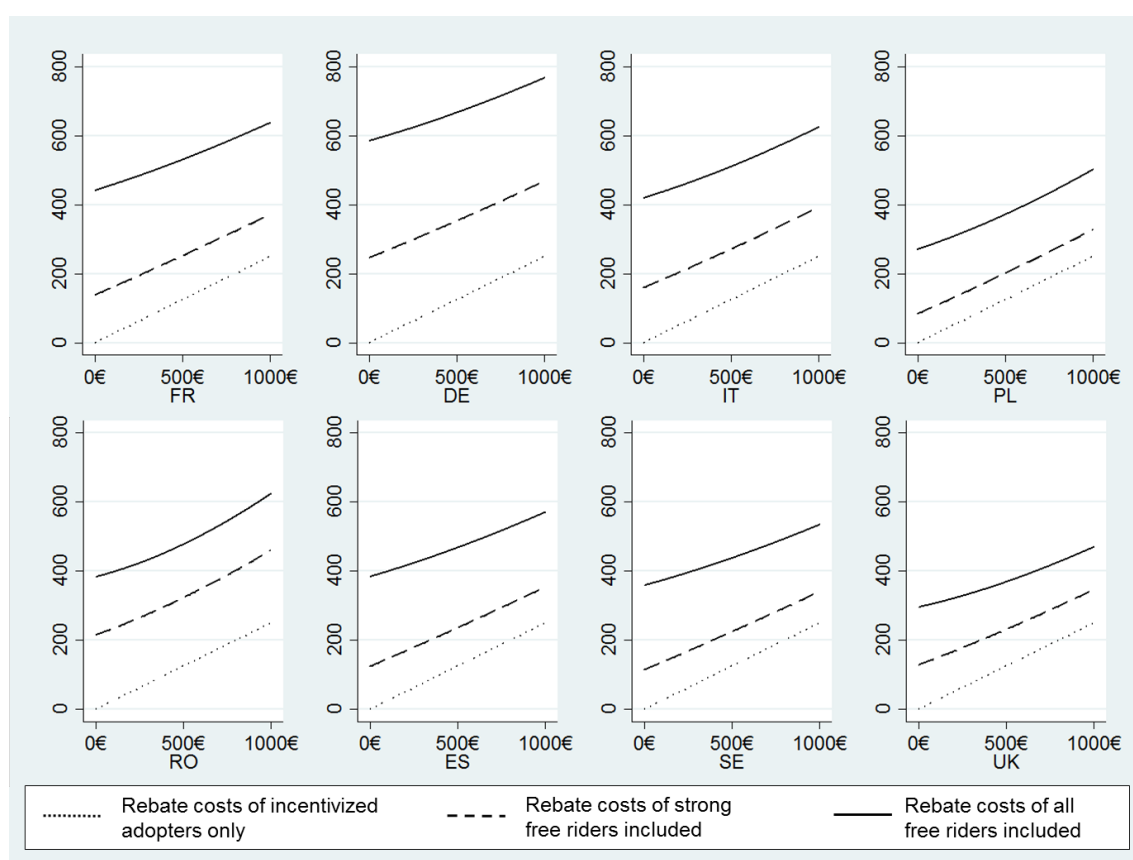 800
600
400
200
0
0€ 500€ 1000€
FR
800
600
400
200
0
0€ 500€ 1000€
DE
800
600
400
200
0
0€ 500€ 1000€
IT
800
600
400
200
0
0€ 500€ 1000€
PL
800
600
400
200
0
0€ 500€ 1000€
RO
800
600
400
200
0
0€ 500€ 1000€
ES
800
600
400
200
0
0€ 500€ 1000€
SE
800
600
400
200
0
0€ 500€ 1000€
UK
Rebate costs of incentivized
adopters only
Rebate costs of strong
free riders included
Rebate costs of all
free riders included